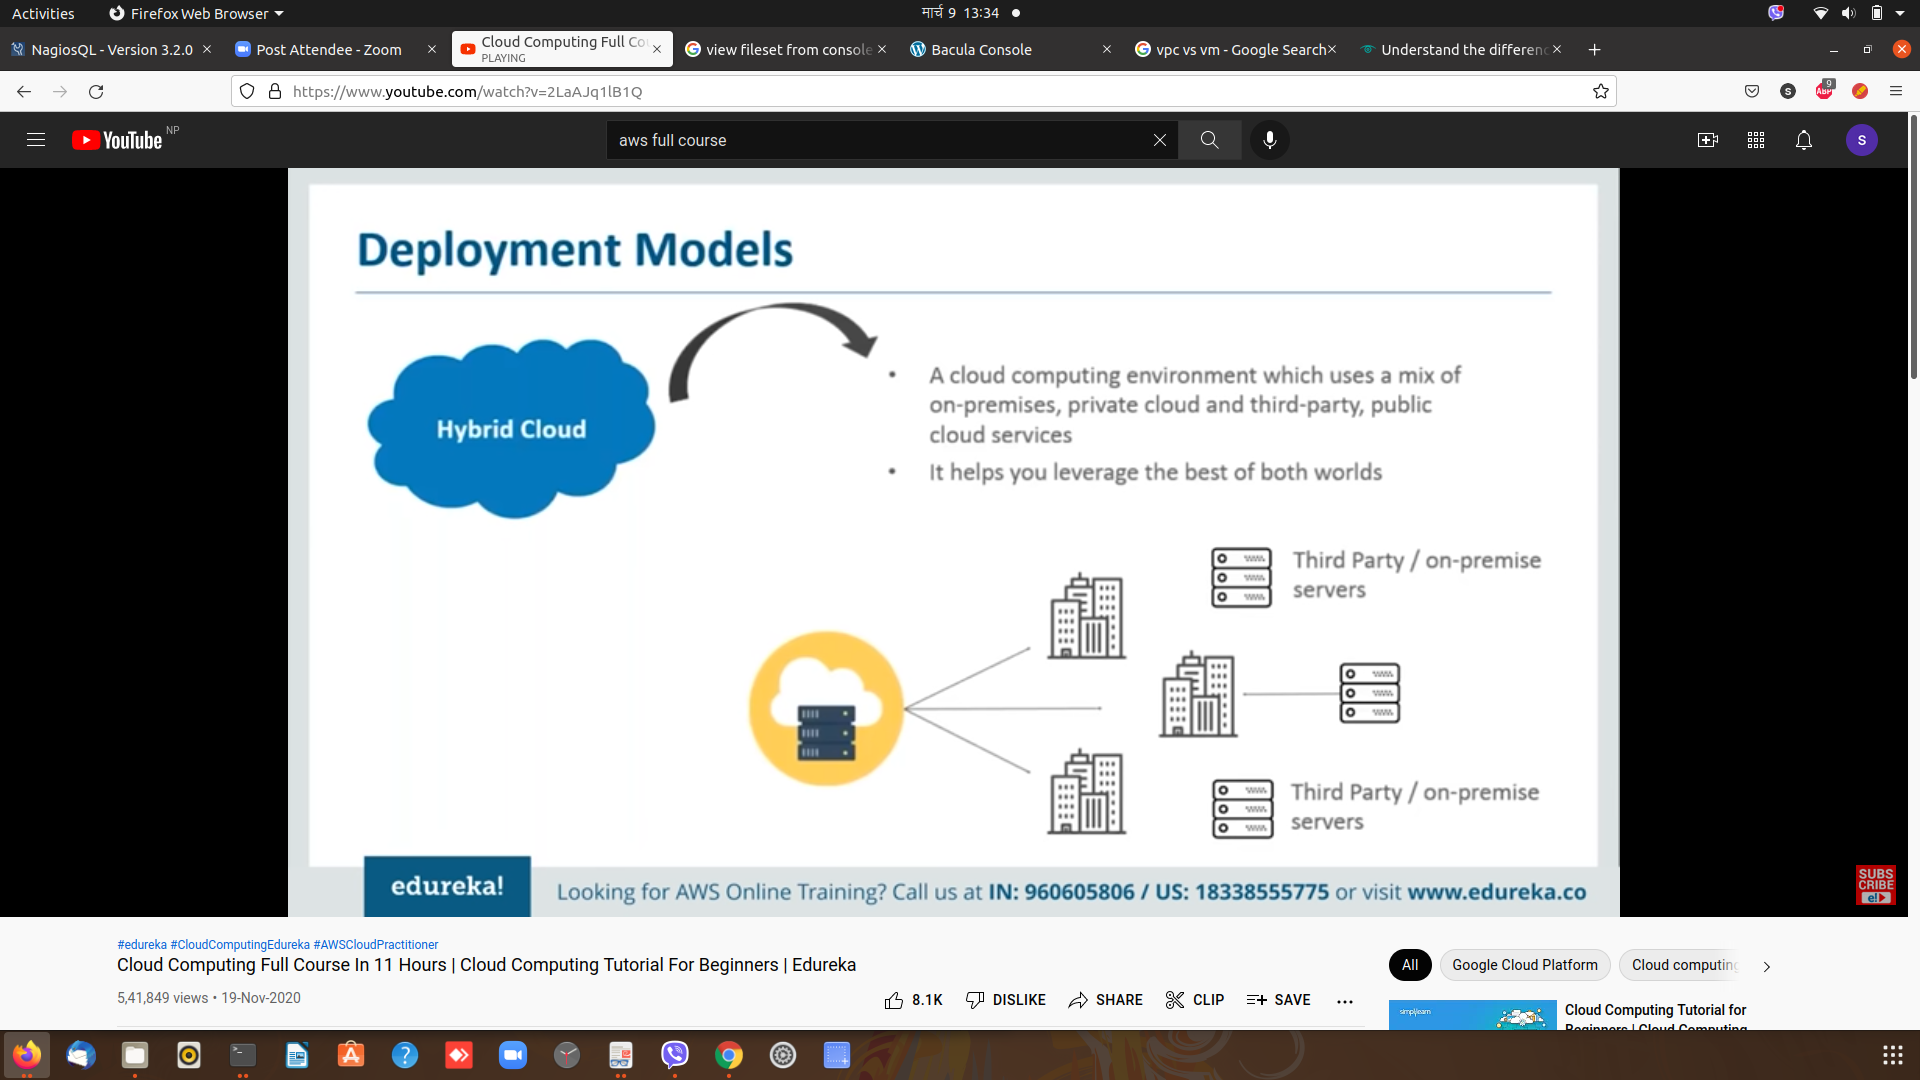 Activities
Firefox Web Browser
मार्च 9 13:34
NagiosQL - Version 3.2.0
Post Attendee - Zoom
Cloud Computing Full Co
PLAYING
view fileset from console
Bacula Console
vpc vs vm - Google Search
Understand the differenc
https://www.youtube.com/watch?v=2LaAJq1lB1Q
S
9
ABP
YouTube NP
aws full course
S
Deployment Models
Hybrid Cloud
• A cloud computing environment which uses a mix of
on-premises, private cloud and third-party, public
cloud services
• It helps you leverage the best of both worlds
Third Party / on-premise
servers
Third Party / on-premise
servers
edureka!
Looking for AWS Online Training? Call us at IN: 960605806 / US: 18338555775 or visit www.edureka.co
SUBS
CRIBE
e!
#edureka #CloudComputingEdureka #AWSCloudPractitioner
Cloud Computing Full Course In 11 Hours | Cloud Computing Tutorial For Beginners | Edureka
5,41,849 views • 19-Nov-2020
8.1K
DISLIKE
SHARE
CLIP
SAVE
All
Google Cloud Platform
Cloud computing
simplilearn
Cloud Computing Tutorial for
Beginners | Cloud Computing